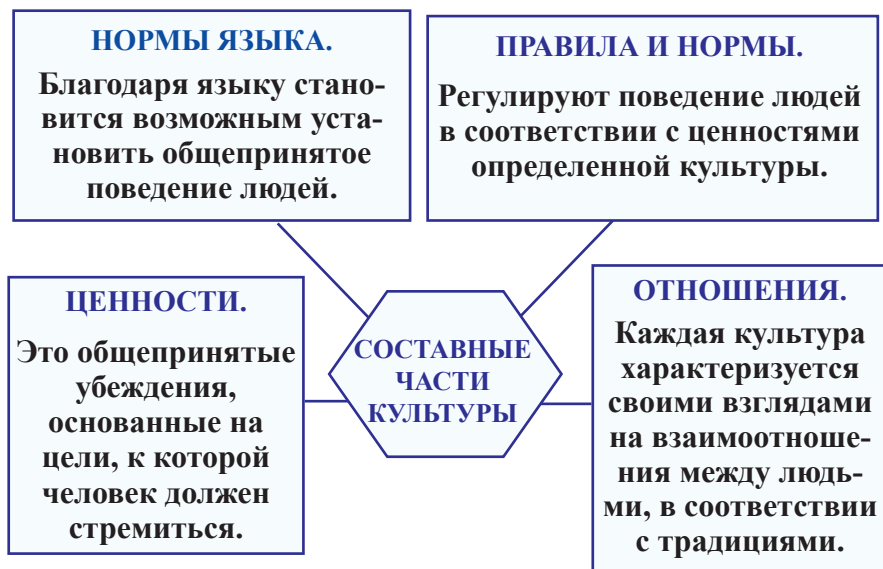 НОРМЫ ЯЗЫКА.
Благодаря языку стано-
вится возможным уста-
новить общепринятое
поведение людей.
ПРАВИЛА И НОРМЫ.
Регулируют поведение людей
в соответствии с ценностями
определенной культуры.
ЦЕННОСТИ.
Это общепринятые
убеждения,
основанные на
цели, к которой
человек должен
стремиться.
СОСТАВНЫЕ
ЧАСТИ
КУЛЬТУРЫ
ОТНОШЕНИЯ.
Каждая культура
характеризуется
своими взглядами
на взаимоотноше-
ния между людь-
ми, в соответствии
с традициями.